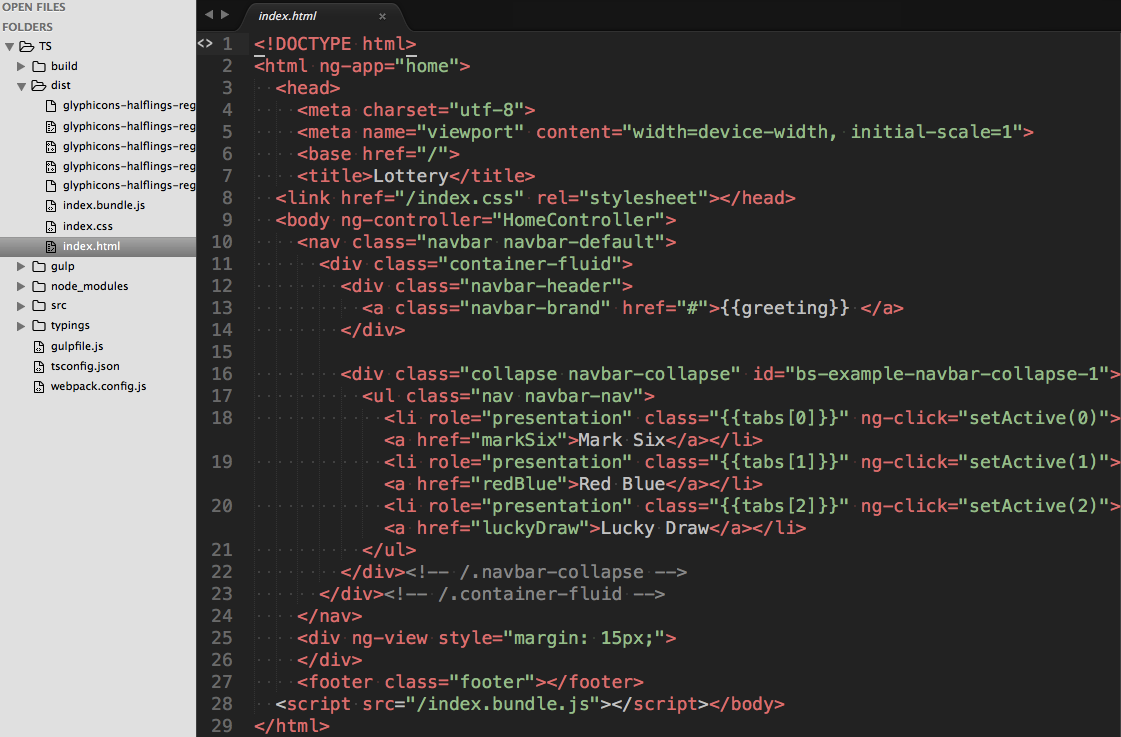 OPEN FILES
FOLDERS
TS
build
dist
glyphicons-halflings-reg
glyphicons-halflings-reg
glyphicons-halflings-reg
glyphicons-halflings-reg
glyphicons-halflings-reg
index.bundle.js
index.css
index.html
gulp
node_modules
src
typings
gulpfile.js
tsconfig.json
webpack.config.js
index.html ×
<> 1 <!DOCTYPE html>
2 <html ng-app="home">
3 <head>
4 <meta charset="utf-8">
5 <meta name="viewport" content="width=device-width, initial-scale=1">
6 <base href="/">
7 <title>Lottery</title>
8 <link href="/index.css" rel="stylesheet"></head>
9 <body ng-controller="HomeController">
10 <nav class="navbar navbar-default">
11 <div class="container-fluid">
12 <div class="navbar-header">
13 <a class="navbar-brand" href="#">{{greeting}} </a>
14 </div>
15
16 <div class="collapse navbar-collapse" id="bs-example-navbar-collapse-1">
17 <ul class="nav navbar-nav">
18 <li role="presentation" class="{{tabs[0]}}" ng-click="setActive(0)">
<a href="markSix">Mark Six</a></li>
19 <li role="presentation" class="{{tabs[1]}}" ng-click="setActive(1)">
<a href="redBlue">Red Blue</a></li>
20 <li role="presentation" class="{{tabs[2]}}" ng-click="setActive(2)">
<a href="luckyDraw">Lucky Draw</a></li>
21 </ul>
22 </div><!-- /.navbar-collapse -->
23 </div><!-- /.container-fluid -->
24 </nav>
25 <div ng-view style="margin: 15px;">
26 </div>
27 <footer class="footer"></footer>
28 <script src="/index.bundle.js"></script></body>
29 </html>